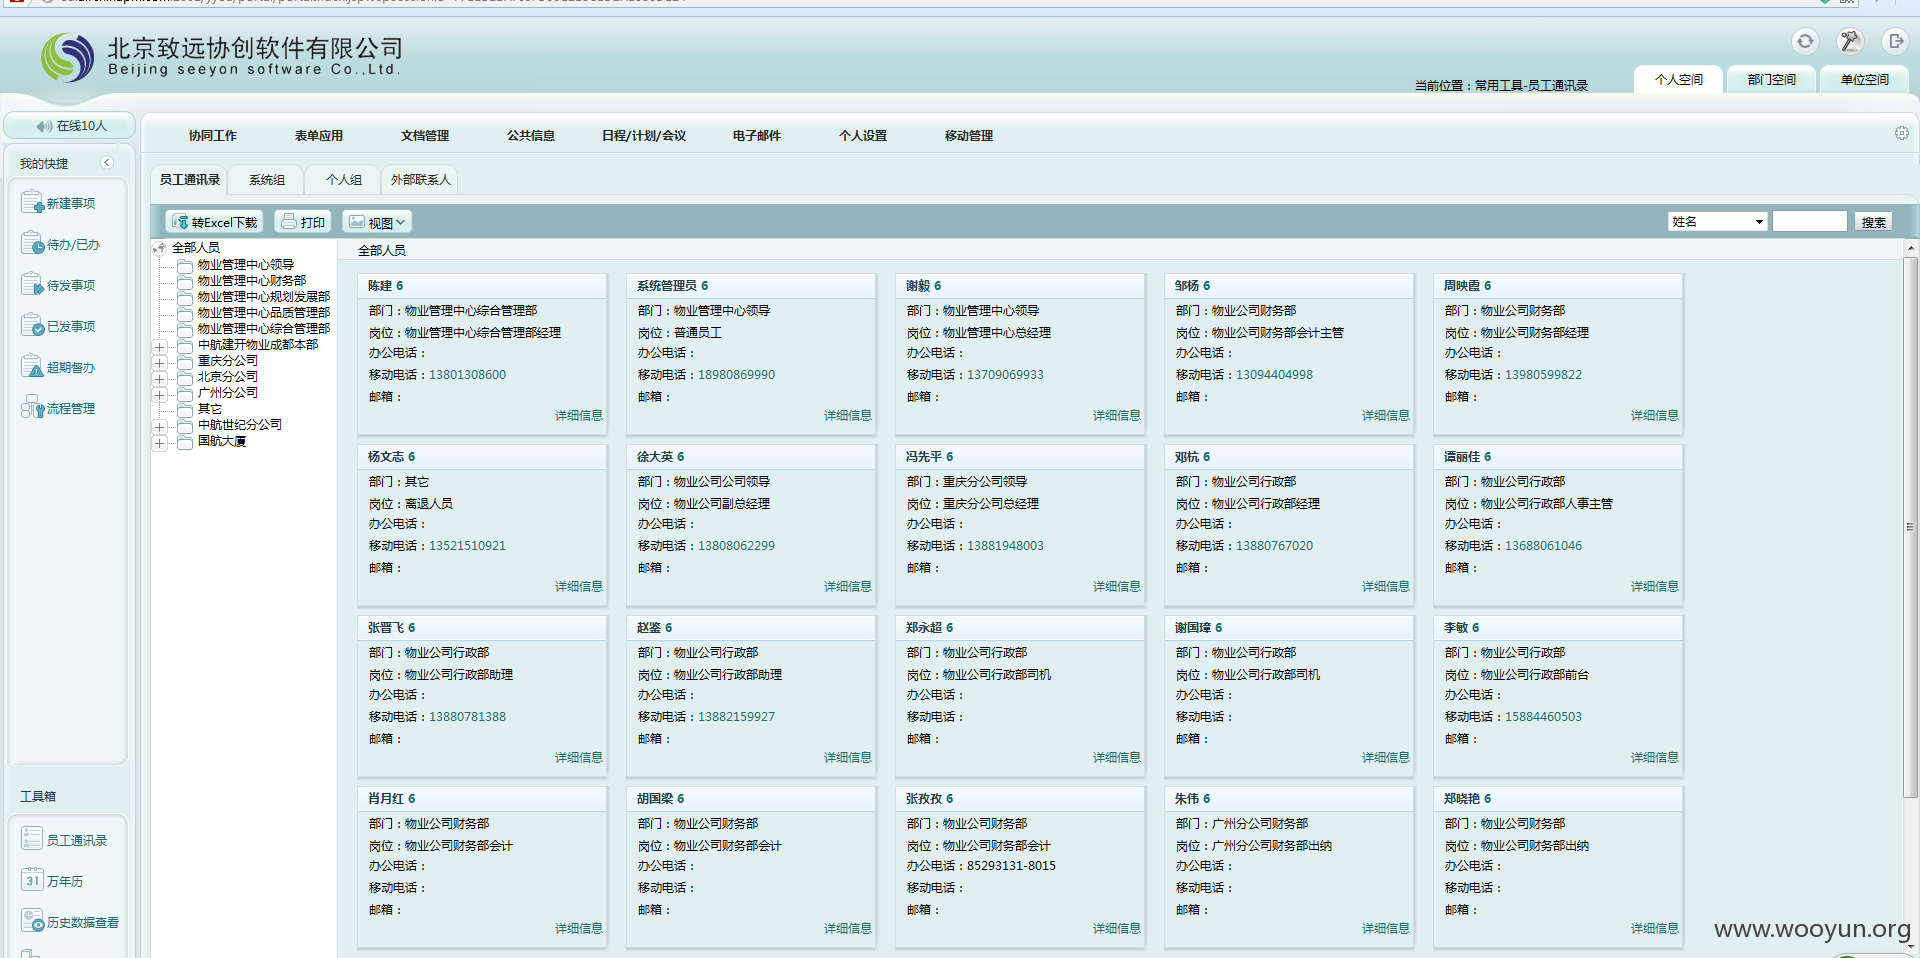 北京致远协创软件有限公司
Beijing seeyon software Co.,Ltd.
当前位置：常用工具-员工通讯录
个人空间 部门空间 单位空间
在线10人
协同工作 表单应用 文档管理 公共信息 日程/计划/会议 电子邮件 个人设置 移动管理
我的快捷
新建事项
待办/已办
待发事项
已发事项
超期督办
流程管理
工具箱
员工通讯录
31 万年历
历史数据查看
员工通讯录 系统组 个人组 外部联系人
转Excel下载 打印 视图 姓名 搜索
全部人员
物业管理中心领导
物业管理中心财务部
物业管理中心规划发展部
物业管理中心品质管理部
物业管理中心综合管理部
中航建开物业成都本部
重庆分公司
北京分公司
广州分公司
其它
中航世纪分公司
国航大厦
全部人员
陈建 6
部门：物业管理中心综合管理部
岗位：物业管理中心综合管理部经理
办公电话：
移动电话：13801308600
邮箱：
详细信息
系统管理员 6
部门：物业管理中心领导
岗位：普通员工
办公电话：
移动电话：18980869990
邮箱：
详细信息
谢毅 6
部门：物业管理中心领导
岗位：物业管理中心总经理
办公电话：
移动电话：13709069933
邮箱：
详细信息
邹杨 6
部门：物业公司财务部
岗位：物业公司财务部会计主管
办公电话：
移动电话：13094404998
邮箱：
详细信息
周映霞 6
部门：物业公司财务部
岗位：物业公司财务部经理
办公电话：
移动电话：13980599822
邮箱：
详细信息
杨文志 6
部门：其它
岗位：离退人员
办公电话：
移动电话：13521510921
邮箱：
详细信息
徐大英 6
部门：物业公司公司领导
岗位：物业公司副总经理
办公电话：
移动电话：13808062299
邮箱：
详细信息
冯先平 6
部门：重庆分公司领导
岗位：重庆分公司总经理
办公电话：
移动电话：13881948003
邮箱：
详细信息
邓杭 6
部门：物业公司行政部
岗位：物业公司行政部经理
办公电话：
移动电话：13880767020
邮箱：
详细信息
谭丽佳 6
部门：物业公司行政部
岗位：物业公司行政部人事主管
办公电话：
移动电话：13688061046
邮箱：
详细信息
张晋飞 6
部门：物业公司行政部
岗位：物业公司行政部助理
办公电话：
移动电话：13880781388
邮箱：
详细信息
赵鉴 6
部门：物业公司行政部
岗位：物业公司行政部助理
办公电话：
移动电话：13882159927
邮箱：
详细信息
郑永超 6
部门：物业公司行政部
岗位：物业公司行政部司机
办公电话：
移动电话：
邮箱：
详细信息
谢国璋 6
部门：物业公司行政部
岗位：物业公司行政部司机
办公电话：
移动电话：
邮箱：
详细信息
李敏 6
部门：物业公司行政部
岗位：物业公司行政部前台
办公电话：
移动电话：15884460503
邮箱：
详细信息
肖月红 6
部门：物业公司财务部
岗位：物业公司财务部会计
办公电话：
移动电话：
邮箱：
详细信息
胡国梁 6
部门：物业公司财务部
岗位：物业公司财务部会计
办公电话：
移动电话：
邮箱：
详细信息
张孜孜 6
部门：物业公司财务部
岗位：物业公司财务部会计
办公电话：85293131-8015
移动电话：
邮箱：
详细信息
朱伟 6
部门：广州分公司财务部
岗位：广州分公司财务部出纳
办公电话：
移动电话：
邮箱：
详细信息
郑晓艳 6
部门：物业公司财务部
岗位：物业公司财务部出纳
办公电话：
移动电话：
邮箱：
详细信息
www.wooyun.org